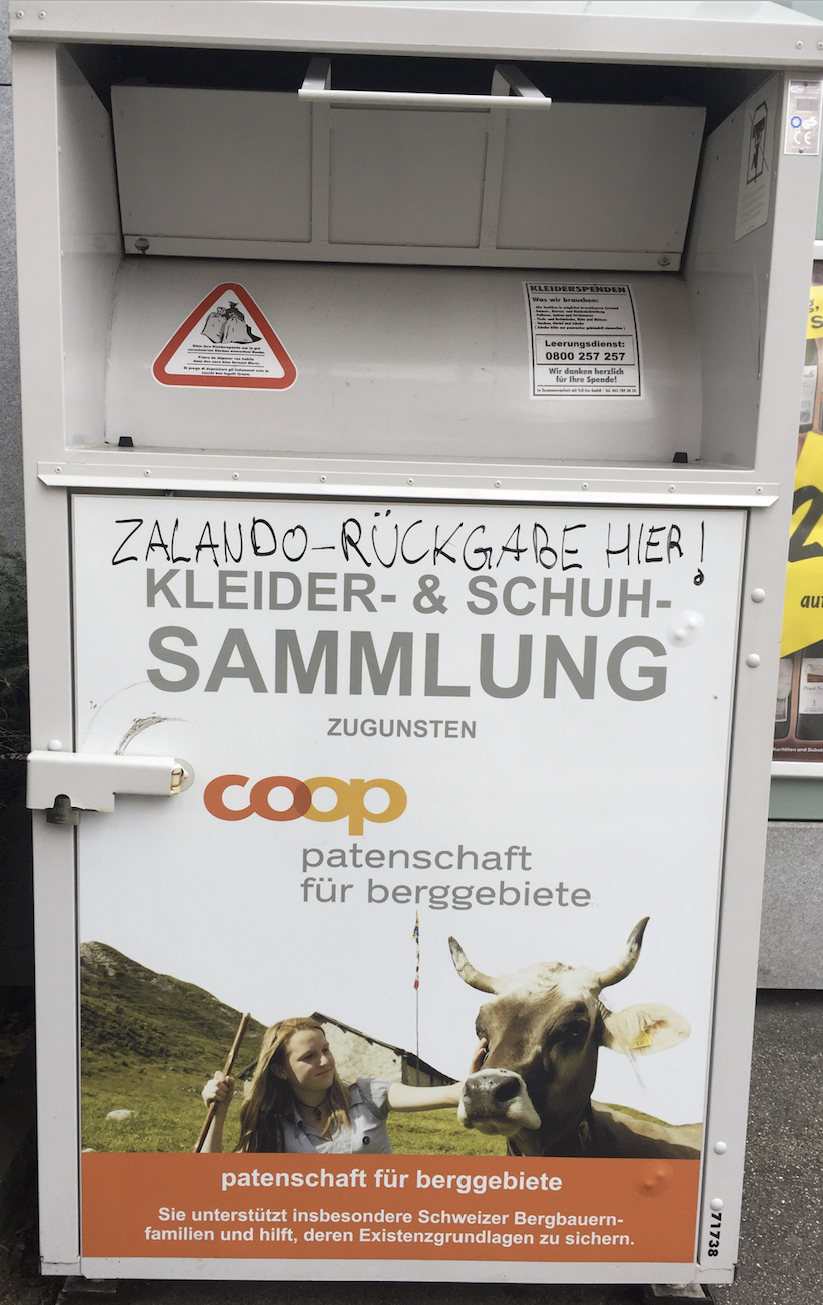 KLEIDERSPENDEN
Was wir brauchen:
Leerungsdienst:
0800 257 257
Wir danken herzlich
für Ihre Spende!
ZALANDO-RÜCKGABE HIER!
KLEIDER- & SCHUH-
SAMMLUNG
ZUGUNSTEN
coop
patenschaft
für berggebiete
patenschaft für berggebiete
Sie unterstützt insbesondere Schweizer Bergbauern-
familien und hilft, deren Existenzgrundlagen zu sichern.
71738